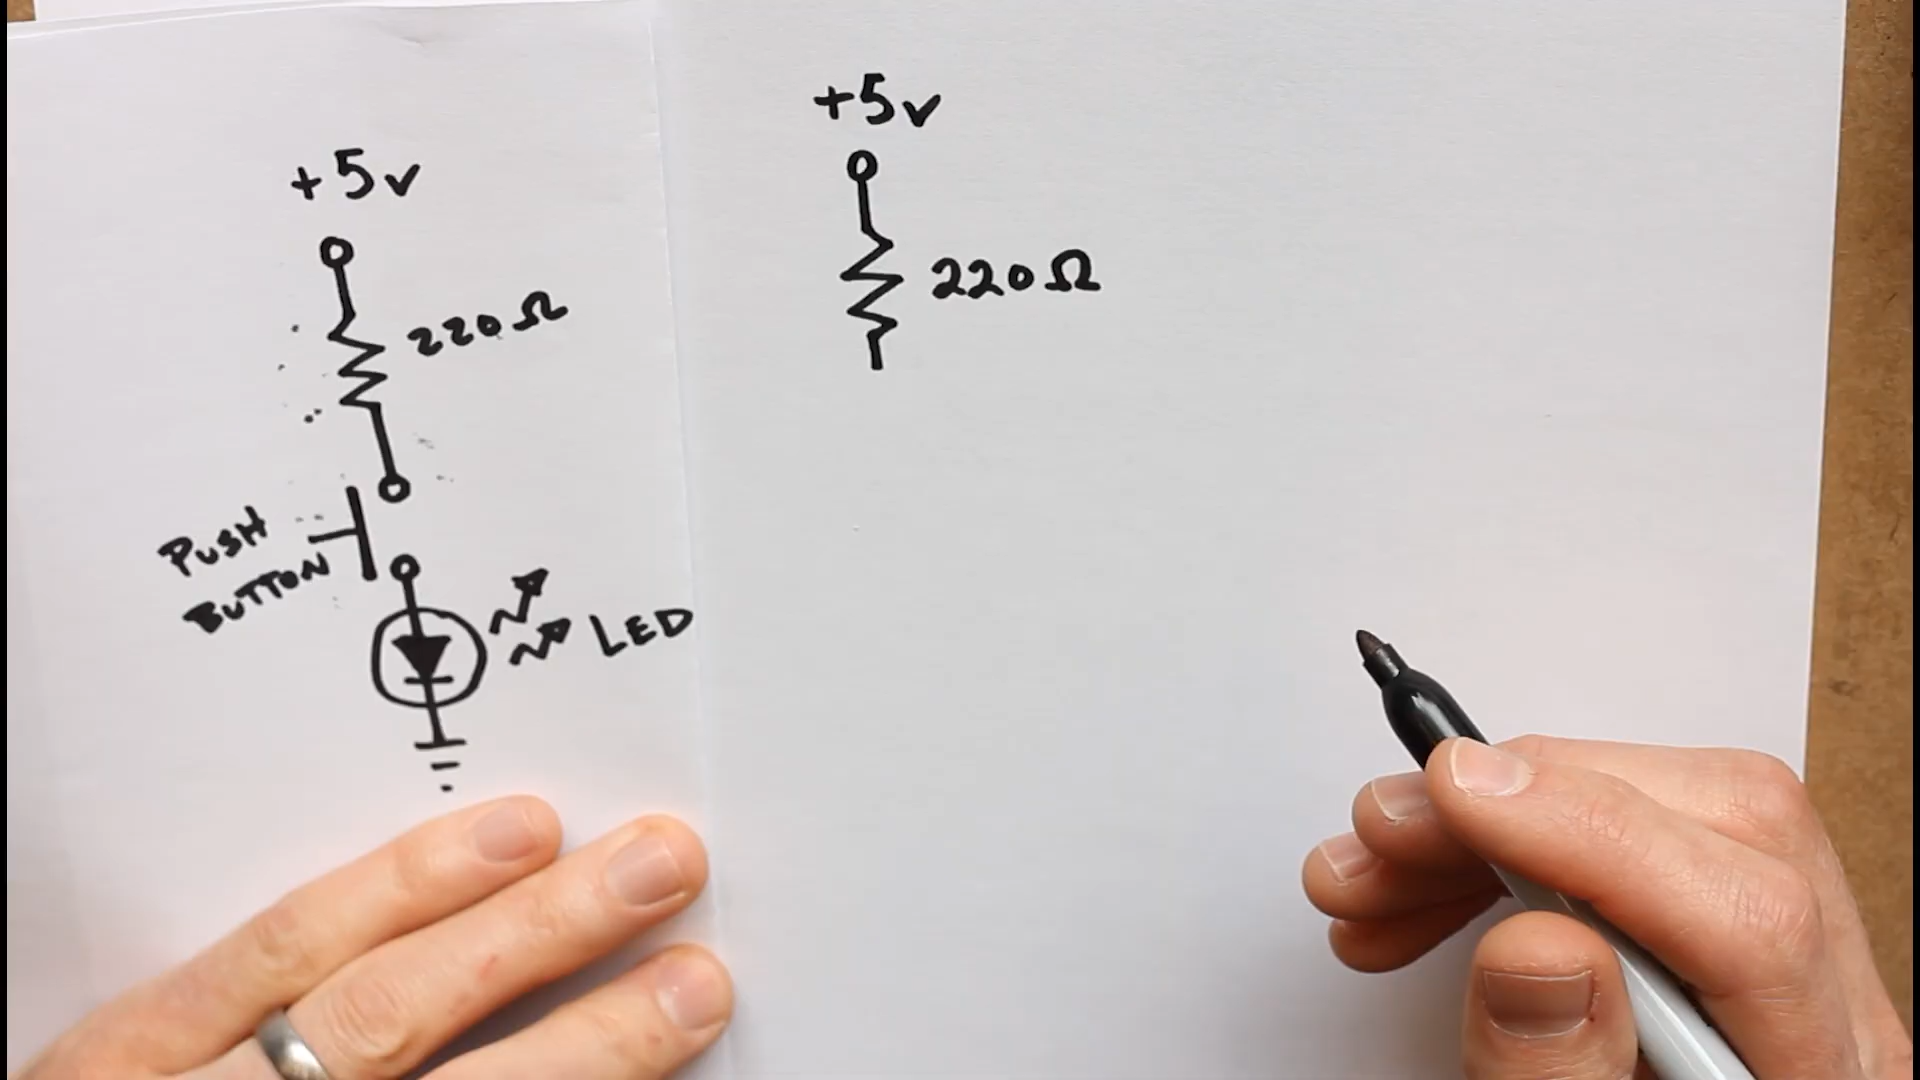 +5v
220Ω
PUSH
BUTTON
LED
+5v
220Ω